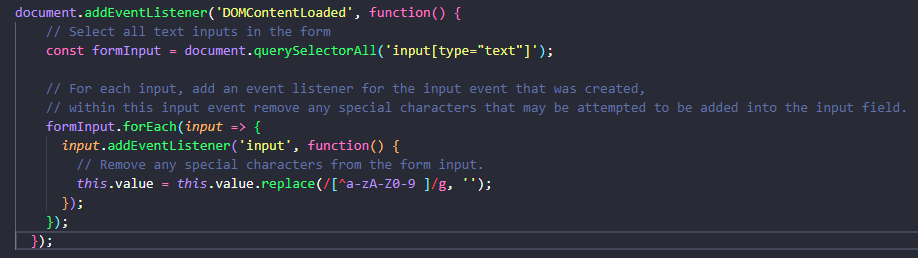 document.addEventListener('DOMContentLoaded', function() {
// Select all text inputs in the form
const formInput = document.querySelectorAll('input[type="text"]');
// For each input, add an event listener for the input event that was created,
// within this input event remove any special characters that may be attempted to be added into the input field.
formInput.forEach(input => {
input.addEventListener('input', function() {
// Remove any special characters from the form input.
this.value = this.value.replace(/[^a-zA-Z0-9 ]/g, '');
});
});
});